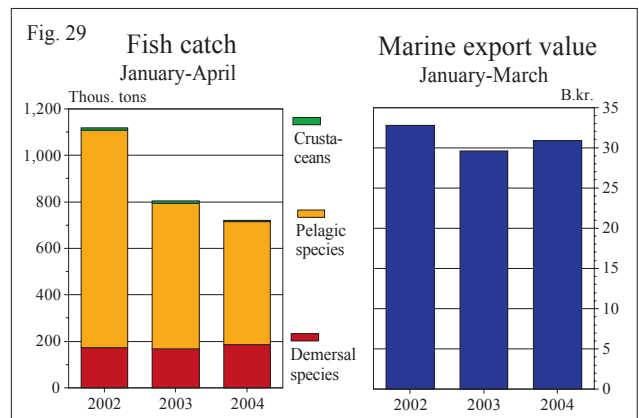 Fig. 29
Fish catch
January-April
Thous. tons
1,200
1,000
800
600
400
200
0
2002
2003
2004
Crusta-
ceans
Pelagic
species
Demersal
species
Marine export value
January-March
B.kr.
35
30
25
20
15
10
5
0
2002
2003
2004